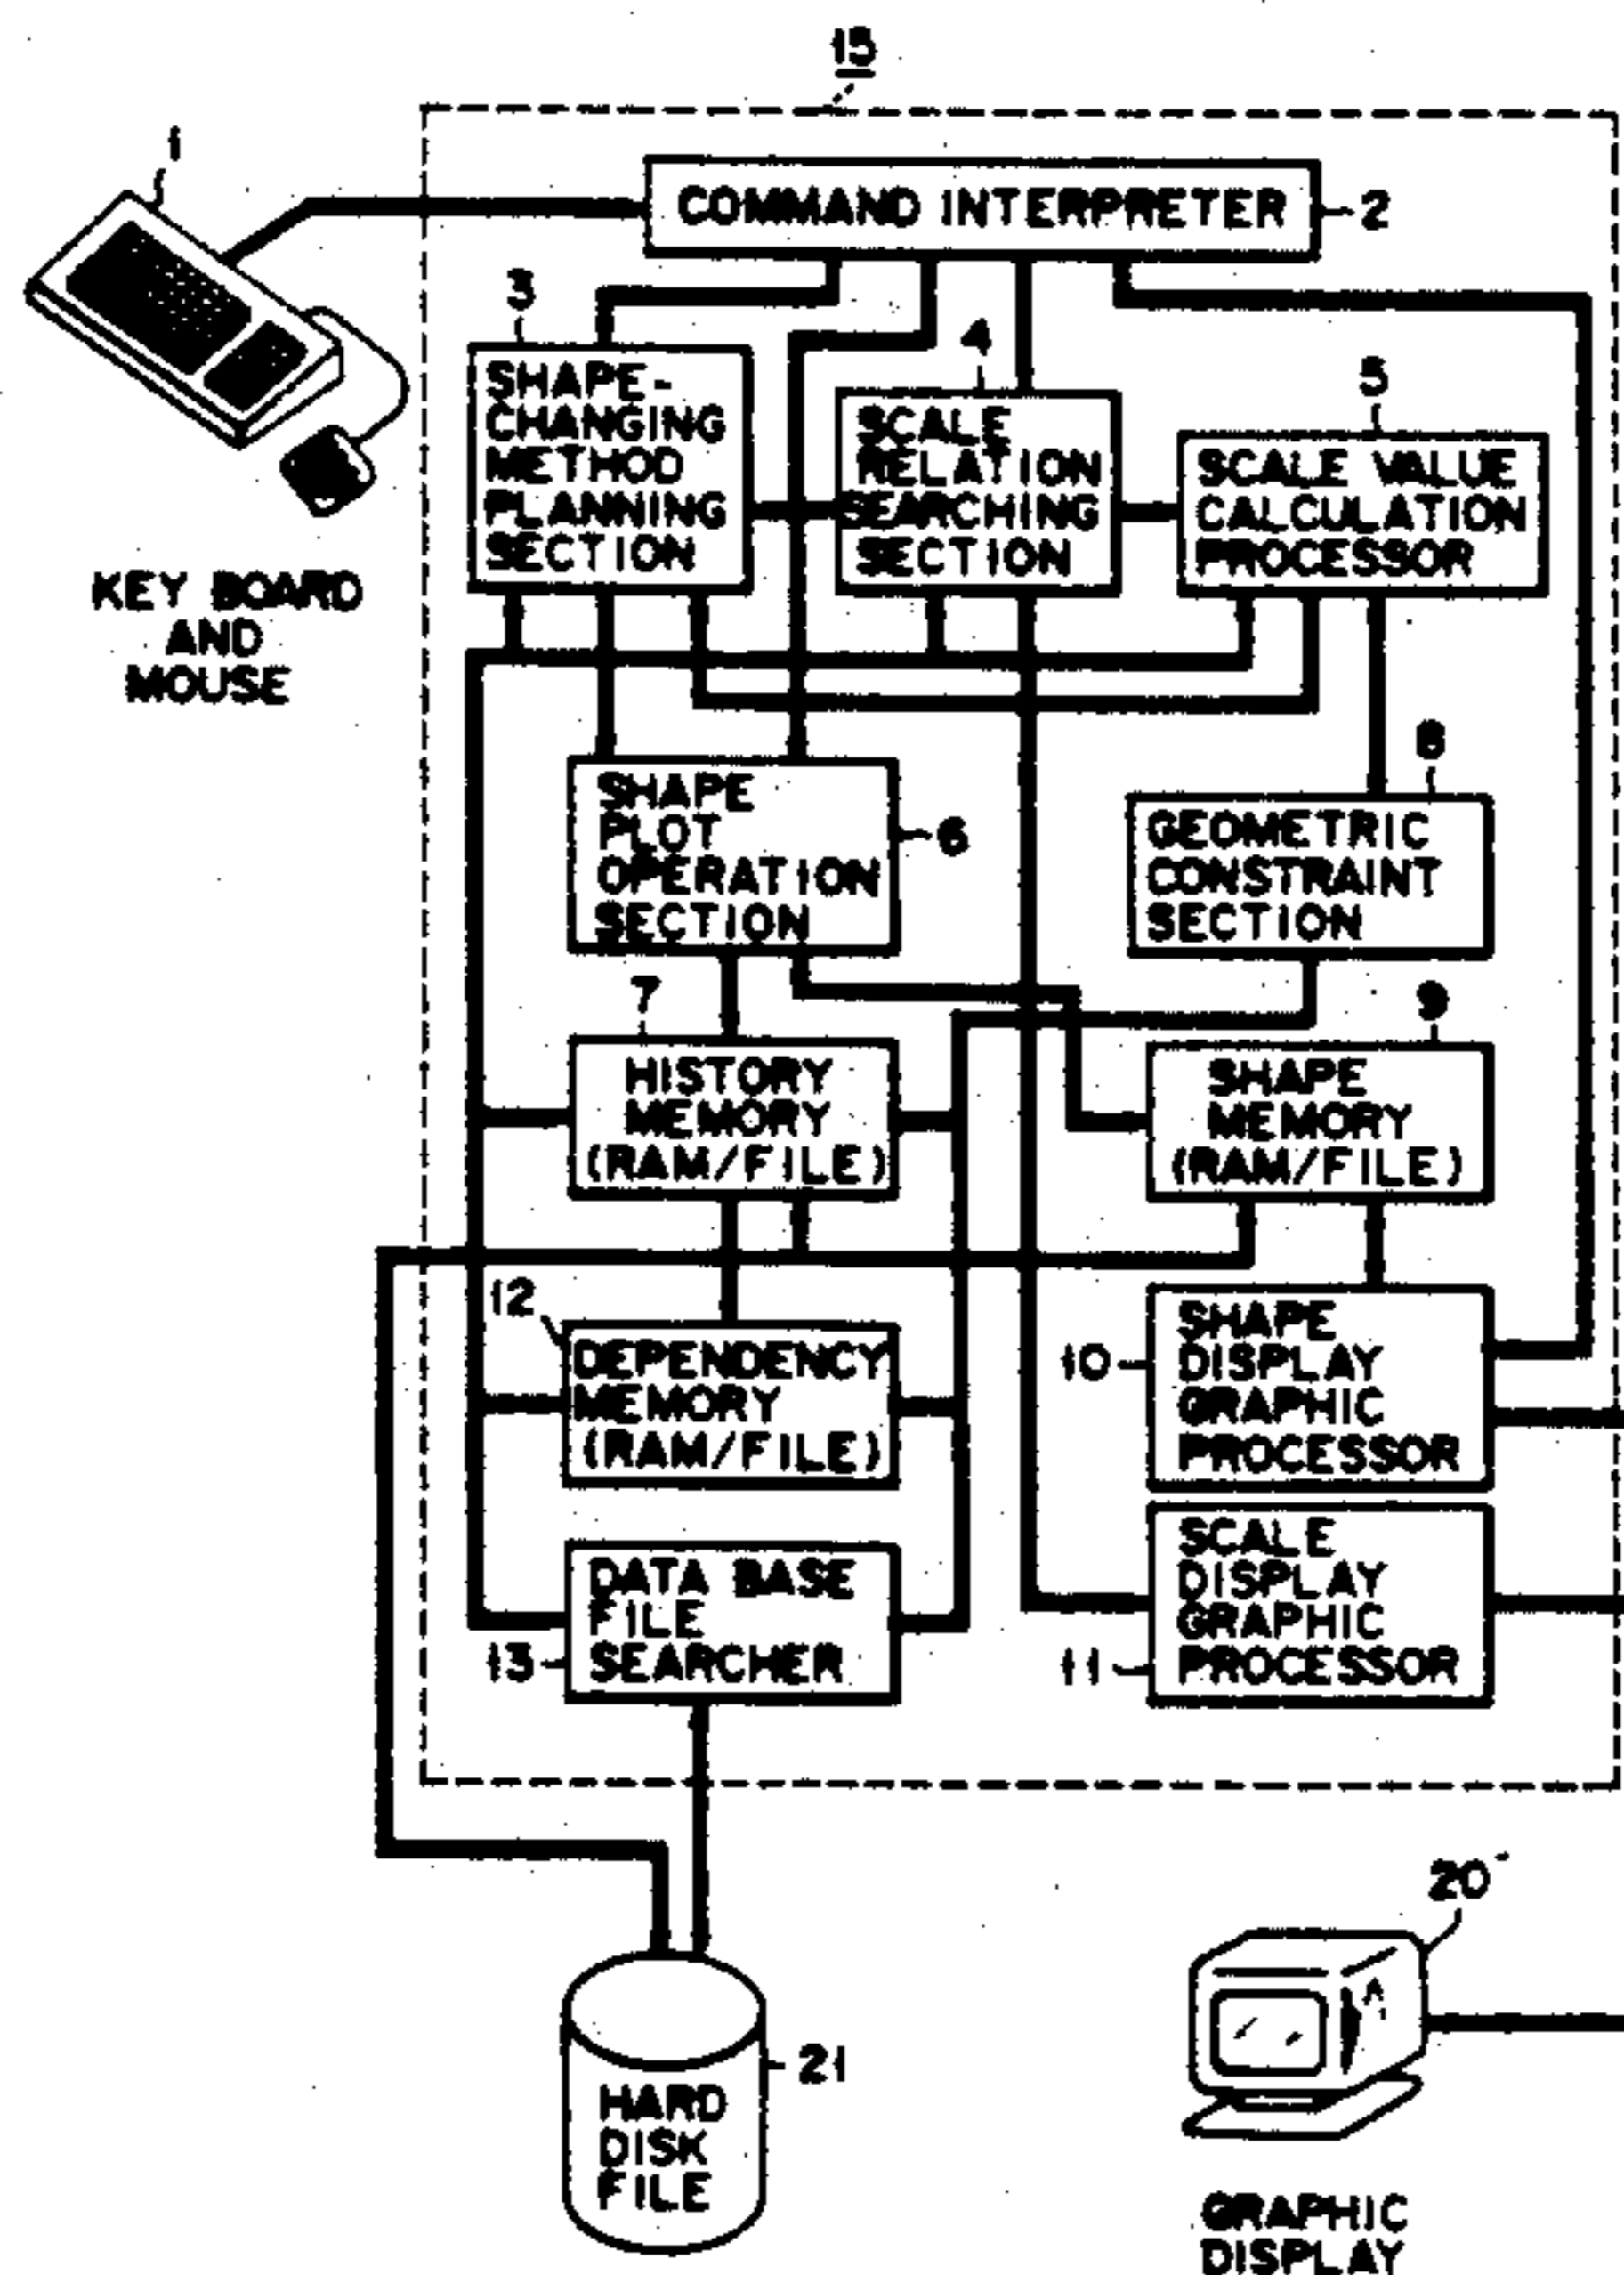 15
1
COMMAND INTERPRETER
2
3
SHAPE-
CHANGING
METHOD
PLANNING
SECTION
4
SCALE
RELATION
SEARCHING
SECTION
5
SCALE VALUE
CALCULATION
PROCESSOR
KEY BOARD
AND
MOUSE
SHAPE
PLOT
OPERATION
SECTION
6
8
GEOMETRIC
CONSTRAINT
SECTION
7
HISTORY
MEMORY
(RAM/FILE)
9
SHAPE
MEMORY
(RAM/FILE)
12
DEPENDENCY
MEMORY
(RAM/FILE)
10
SHAPE
DISPLAY
GRAPHIC
PROCESSOR
13
DATA BASE
FILE
SEARCHER
11
SCALE
DISPLAY
GRAPHIC
PROCESSOR
20
21
HARD
DISK
FILE
GRAPHIC
DISPLAY